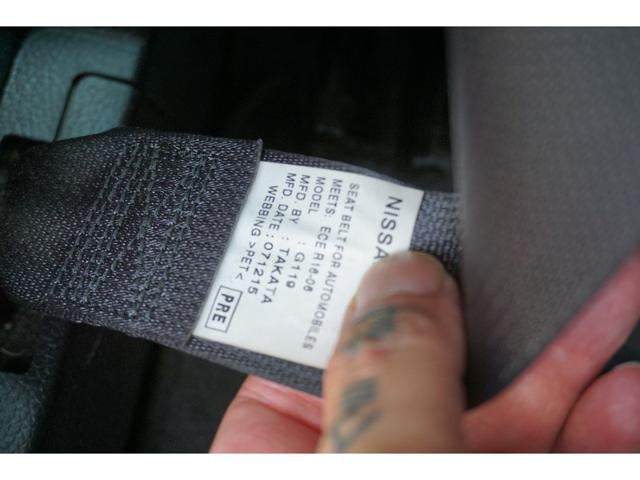 NISSA
SEAT BELT FOR AUTOMOBILES
MEETS: ECE R16-06
MODEL : G119
MFD. BY : TAKATA
MFD. DATE : 071215
WEBBING >PET<
PRE